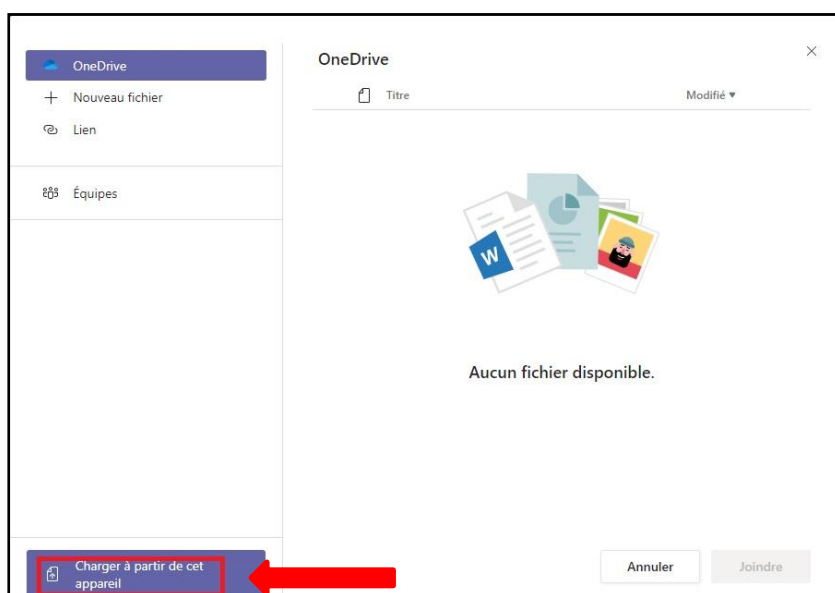 OneDrive
Nouveau fichier
Lien
Équipes
Charger à partir de cet
appareil
OneDrive
Titre
Modifié
W
Aucun fichier disponible.
Annuler
Joindre